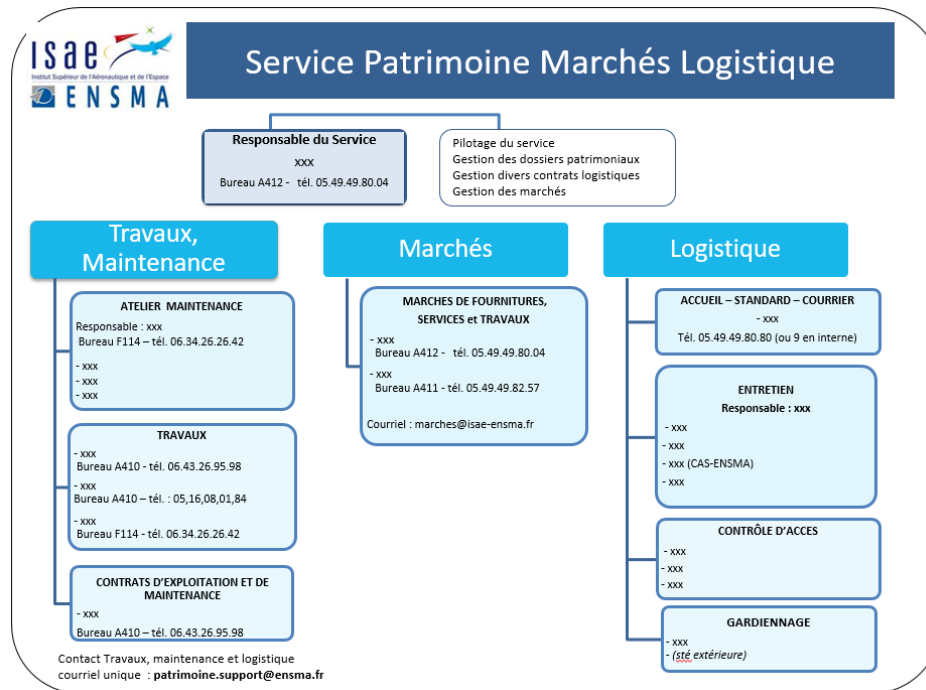 isae
Institut Supérieur de l'Aéronautique et de l'Espace
ENSMA
Service Patrimoine Marchés Logistique
Responsable du Service
xxx
Bureau A412 - tél. 05.49.49.80.04
Pilotage du service
Gestion des dossiers patrimoniaux
Gestion divers contrats logistiques
Gestion des marchés
Travaux,
Maintenance
ATELIER MAINTENANCE
Responsable : xxx
Bureau F114 – tél. 06.34.26.26.42
- xxx
- xxx
- xxx
TRAVAUX
- xxx
Bureau A410 - tél. 06.43.26.95.98
- xxx
Bureau A410 – tél. : 05,16,08,01,84
- xxx
Bureau F114 - tél. 06.34.26.26.42
CONTRATS D'EXPLOITATION ET DE
MAINTENANCE
- xxx
Bureau A410 – tél. 06.43.26.95.98
Marchés
MARCHES DE FOURNITURES,
SERVICES et TRAVAUX
- xxx
Bureau A412 - tél. 05.49.49.80.04
- xxx
Bureau A411 - tél. 05.49.49.82.57
Courriel : marches@isae-ensma.fr
Logistique
ACCUEIL – STANDARD – COURRIER
- xxx
Tél. 05.49.49.80.80 (ou 9 en interne)
ENTRETIEN
Responsable : xxx
- xxx
- xxx
- xxx (CAS-ENSMA)
- xxx
CONTRÔLE D'ACCES
- xxx
- xxx
- xxx
GARDIENNAGE
- xxx
- (sté extérieure)
Contact Travaux, maintenance et logistique
courriel unique : patrimoine.support@ensma.fr